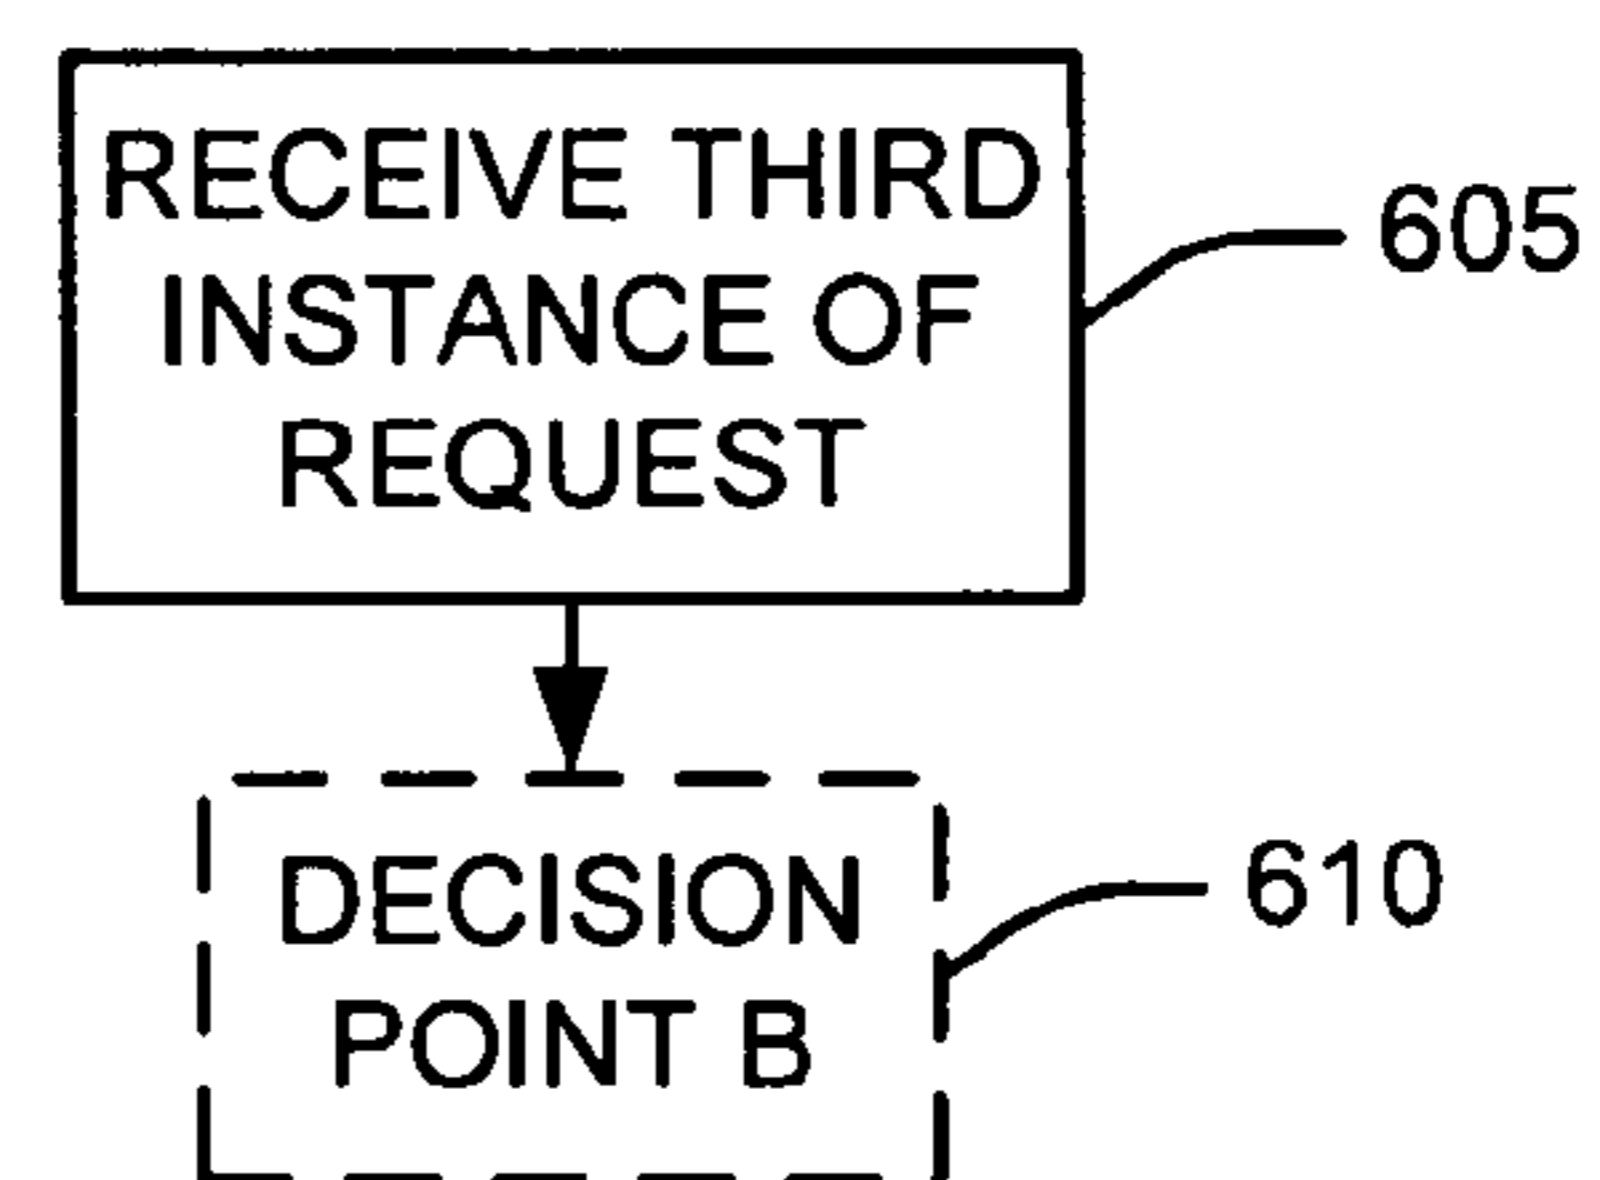 RECEIVE THIRD
INSTANCE OF
REQUEST
605
DECISION
POINT B
610